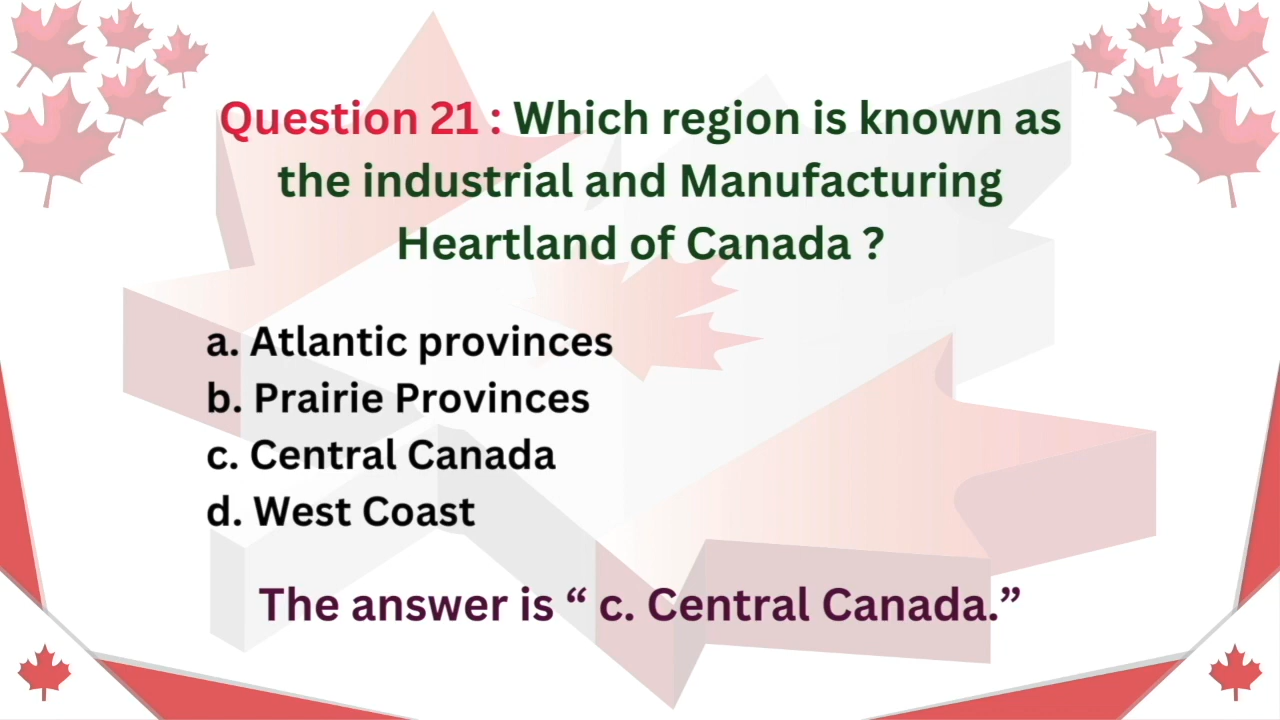 Question 21 : Which region is known as
the industrial and Manufacturing
Heartland of Canada ?
a. Atlantic provinces
b. Prairie Provinces
c. Central Canada
d. West Coast
The answer is “ c. Central Canada.”